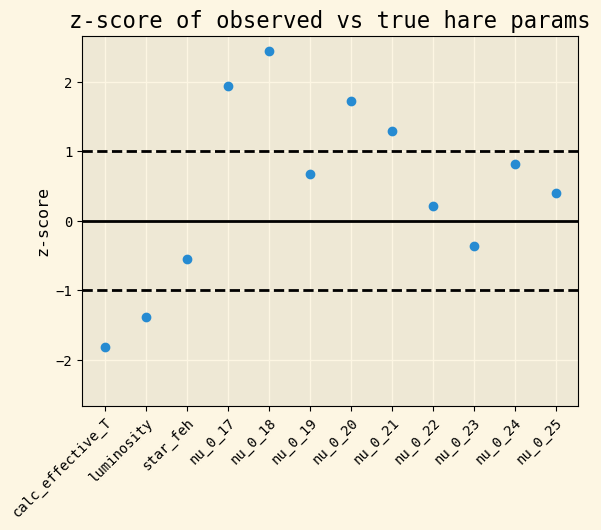 z-score of observed vs true hare params
z-score
2
1
0
−1
−2
calc_effective_T
luminosity
star_feh
nu_0_17
nu_0_18
nu_0_19
nu_0_20
nu_0_21
nu_0_22
nu_0_23
nu_0_24
nu_0_25